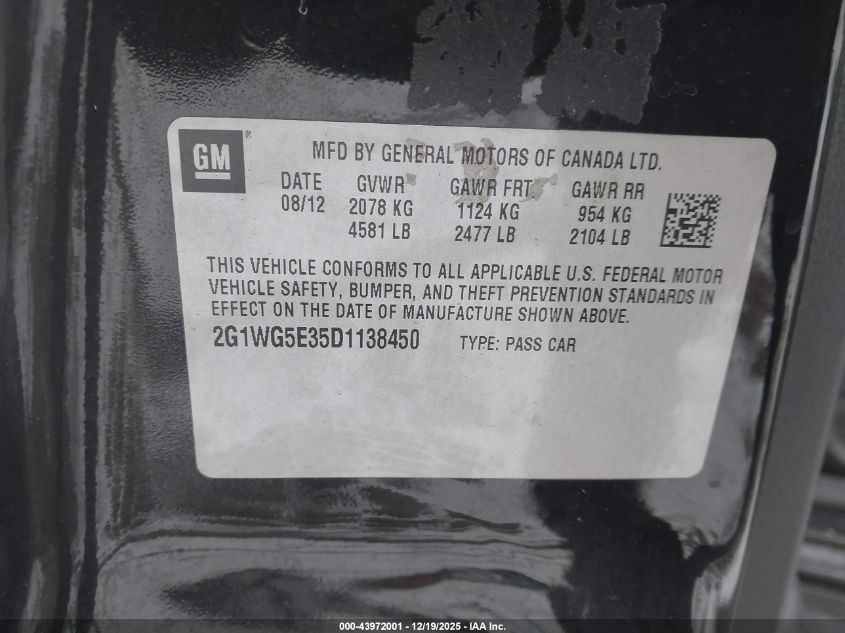 GM®
MFD BY GENERAL MOTORS OF CANADA LTD.
DATE GVWR GAWR FRT GAWR RR
08/12 2078 KG 1124 KG 954 KG
4581 LB 2477 LB 2104 LB
THIS VEHICLE CONFORMS TO ALL APPLICABLE U.S. FEDERAL MOTOR
VEHICLE SAFETY, BUMPER, AND THEFT PREVENTION STANDARDS IN
EFFECT ON THE DATE OF MANUFACTURE SHOWN ABOVE.
2G1WG5E35D1138450 TYPE: PASS CAR
000-43972001 - 12/19/2025 - IAA Inc.